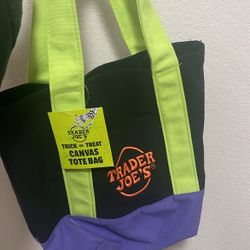 TRADER
JOE'S
TRICK OR TREAT
CANVAS
TOTE BAG
TRADER
JOE'S®